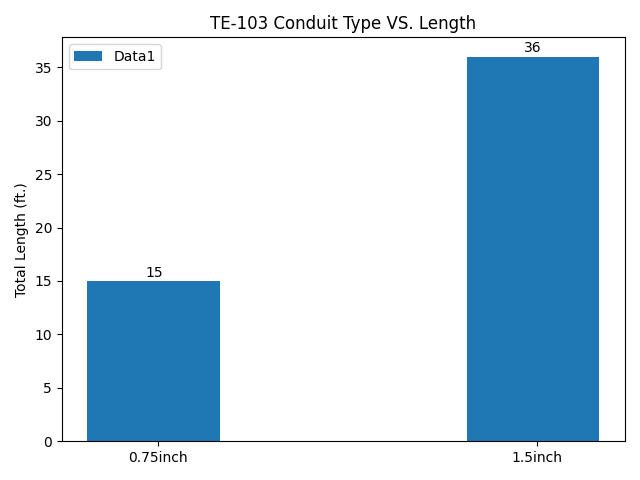 TE-103 Conduit Type VS. Length
Data1
36
35
30
25
20
15
10
5
0
15
Total Length (ft.)
0.75inch
1.5inch